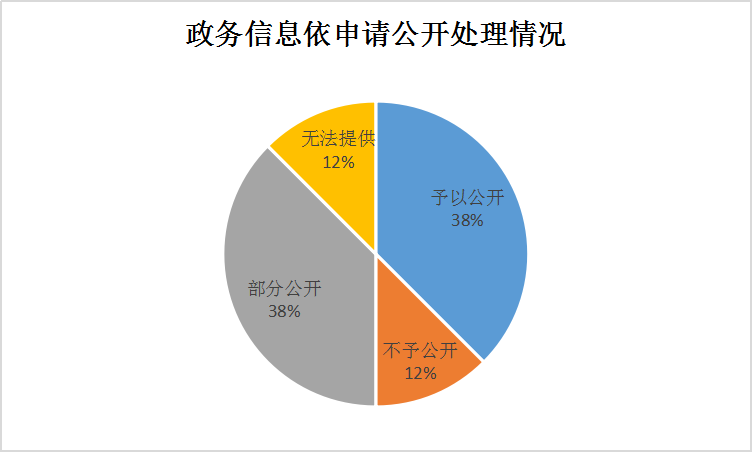 政务信息依申请公开处理情况
无法提供
12%
予以公开
38%
部分公开
38%
不予公开
12%